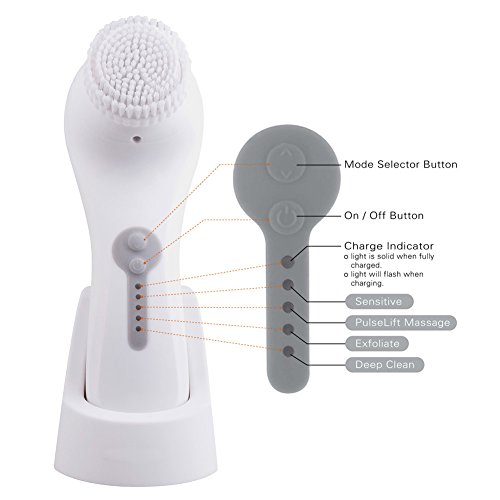 Mode Selector Button
On / Off Button
Charge Indicator
o light is solid when fully
charged.
o light will flash when
charging.
Sensitive
PulseLift Massage
Exfoliate
Deep Clean